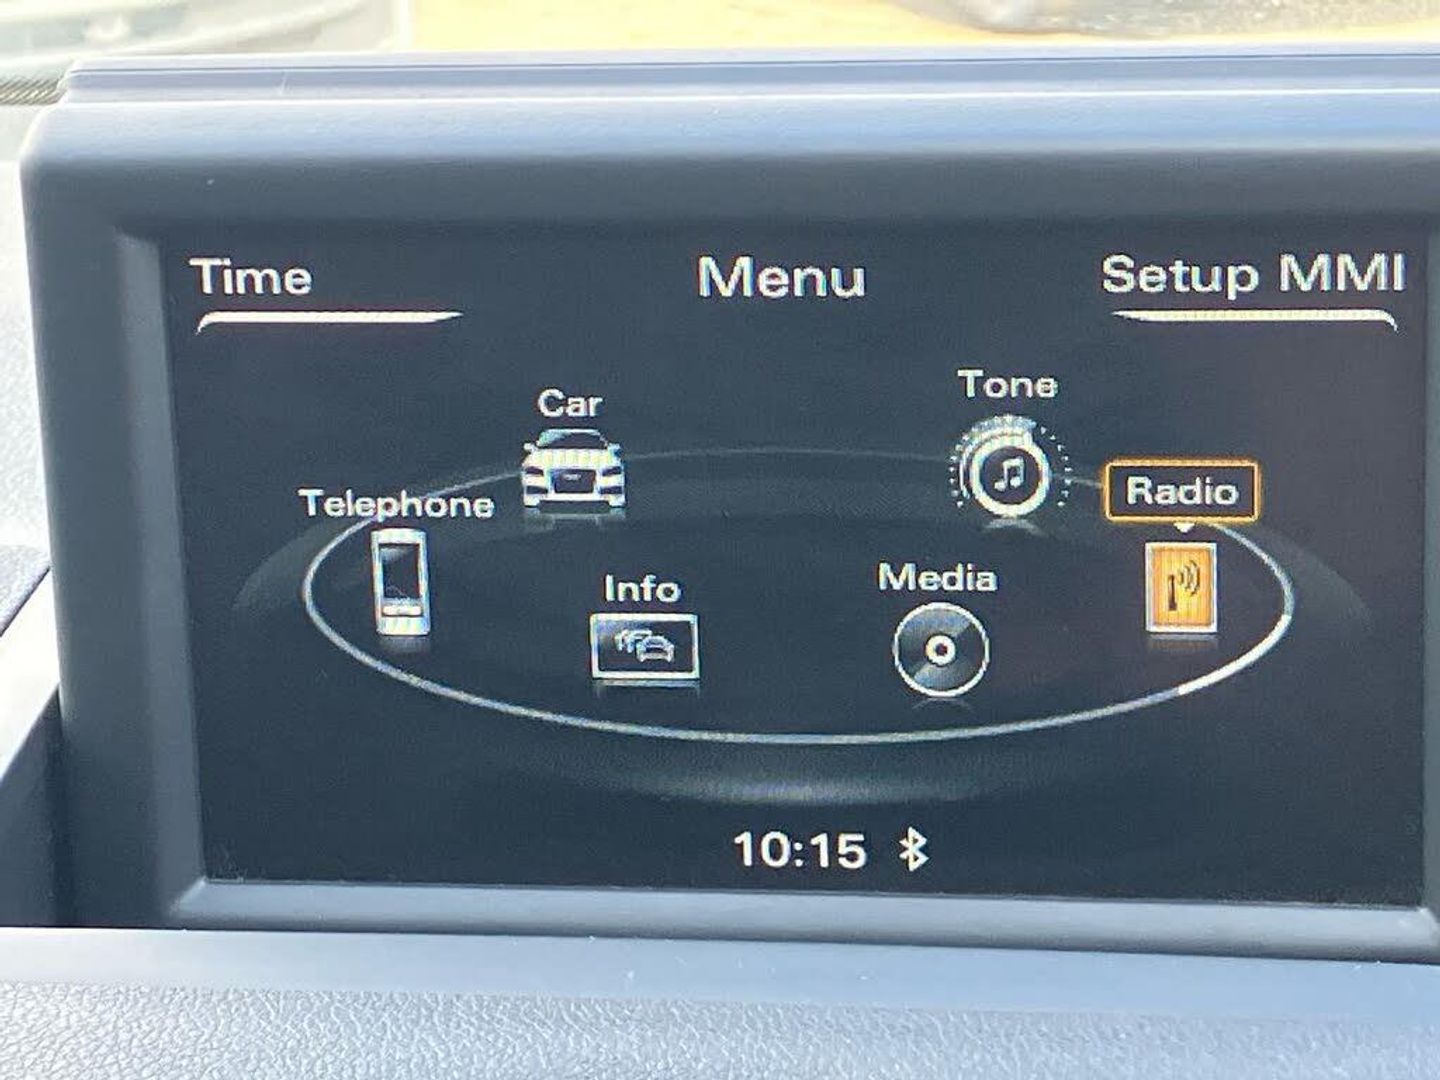 Time
Menu
Setup MMI
Car
Tone
Telephone
Radio
Info
Media
10:15